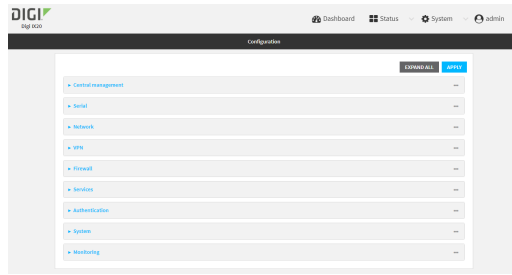 DIGI
Digi IX20
Dashboard
Status
System
admin
Configuration
EXPAND ALL
APPLY
Central management
Serial
Network
VPN
Firewall
Services
Authentication
System
Monitoring